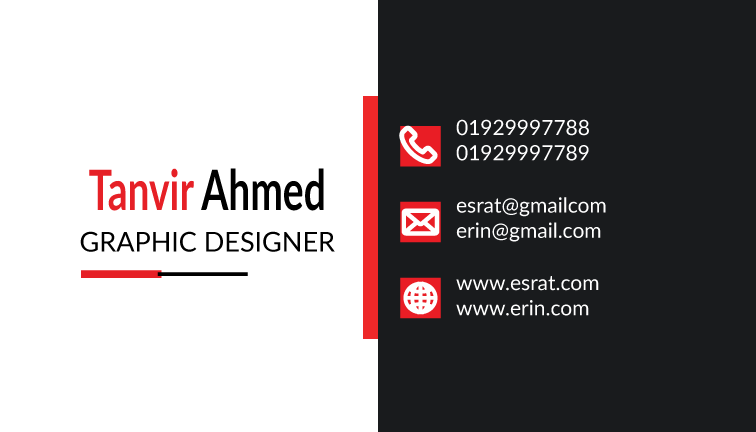 Tanvir Ahmed
GRAPHIC DESIGNER
01929997788
01929997789
esrat@gmailcom
erin@gmail.com
www.esrat.com
www.erin.com